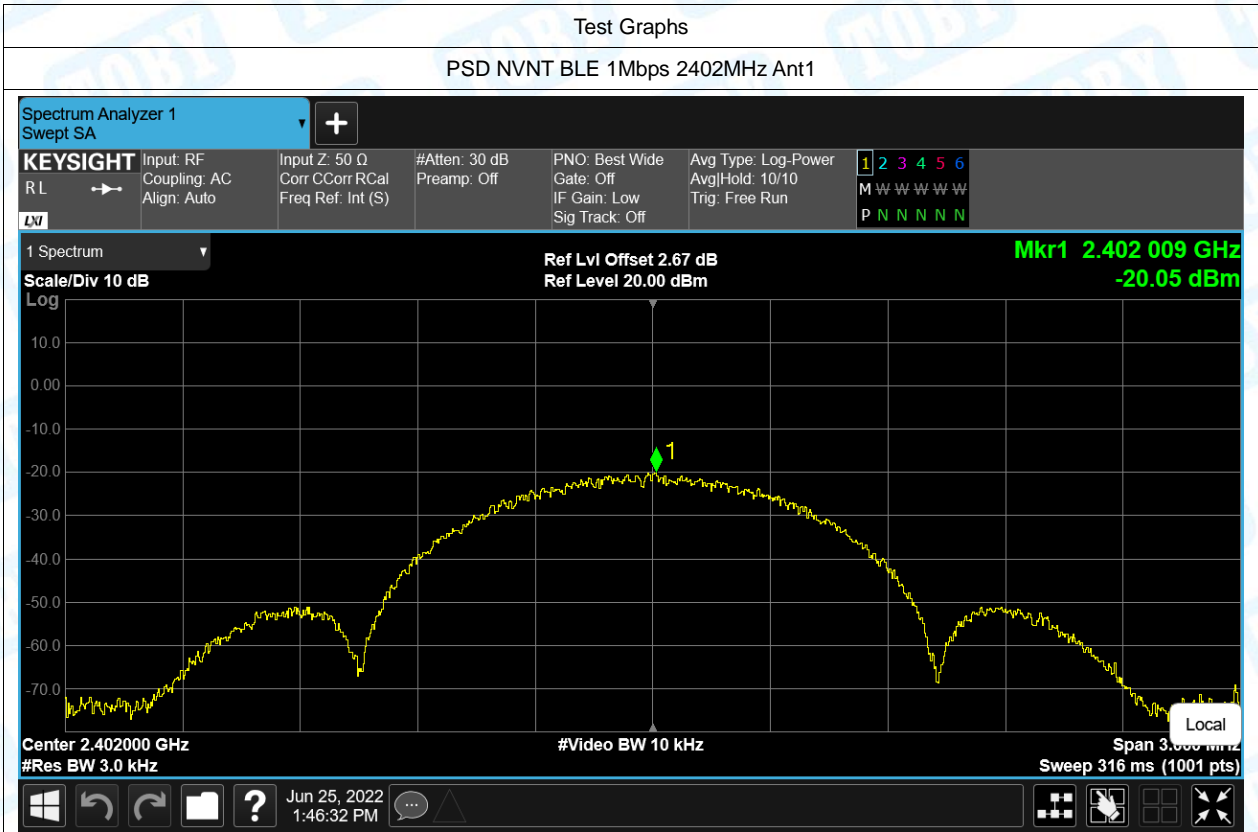 Test Graphs
PSD NVNT BLE 1Mbps 2402MHz Ant1
Spectrum Analyzer 1
Swept SA
KEYSIGHT
RL
LXI
Input: RF
Coupling: AC
Align: Auto
Input Z: 50 Ω
Corr CCorr RCal
Freq Ref: Int (S)
#Atten: 30 dB
Preamp: Off
PNO: Best Wide
Gate: Off
IF Gain: Low
Sig Track: Off
Avg Type: Log-Power
Avg|Hold: 10/10
Trig: Free Run
1 2 3 4 5 6
M W W W W W
P N N N N N
1 Spectrum
Scale/Div 10 dB
Ref Lvl Offset 2.67 dB
Ref Level 20.00 dBm
Mkr1 2.402 009 GHz
-20.05 dBm
Log
10.0
0.00
-10.0
-20.0
-30.0
-40.0
-50.0
-60.0
-70.0
1
Local
Center 2.402000 GHz
#Res BW 3.0 kHz
#Video BW 10 kHz
Span 3.000 MHz
Sweep 316 ms (1001 pts)
?
Jun 25, 2022
1:46:32 PM
TOBY